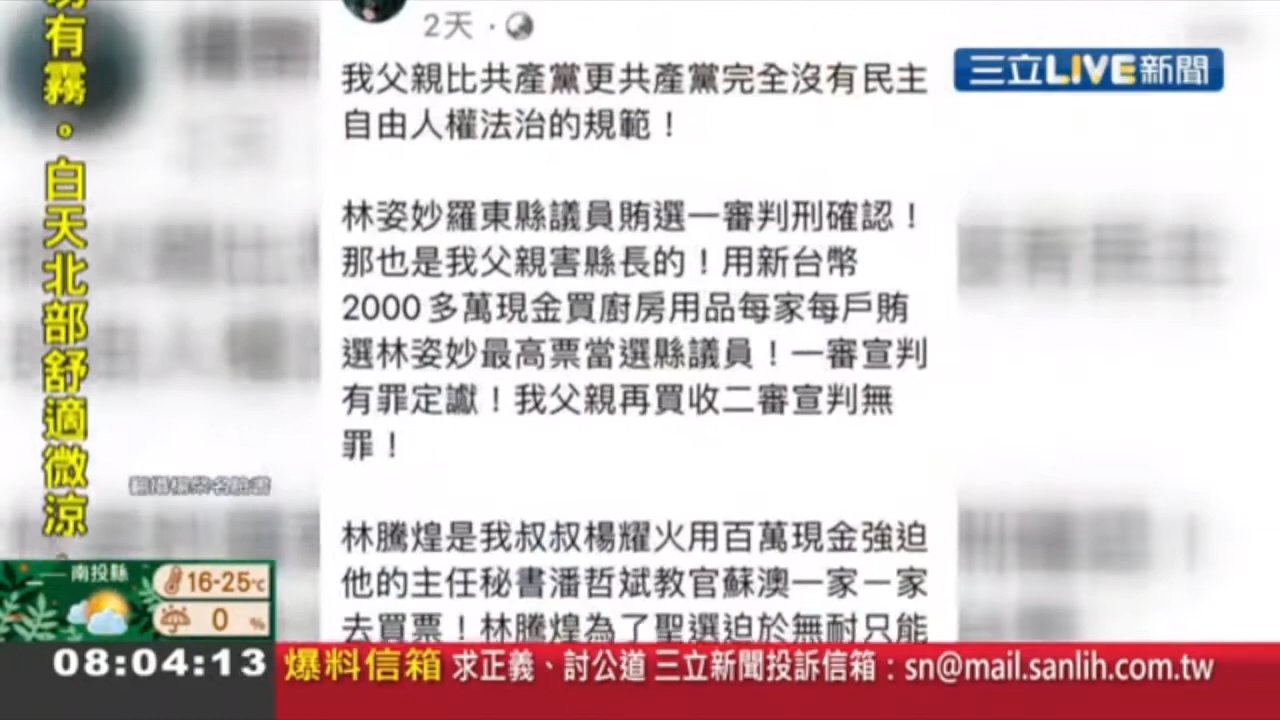 2天
我父親比共產黨更共產黨完全沒有民主
自由人權法治的規範！
林姿妙羅東縣議員賄選一審判刑確認！
那也是我父親害縣長的！用新台幣
2000多萬現金買廚房用品每家每戶賄
選林姿妙最高票當選縣議員！一審宣判
有罪定讞！我父親再買收二審宣判無
罪！
林騰煌是我叔叔楊耀火用百萬現金強迫
他的主任秘書潘哲斌教官蘇澳一家一家
去買票！林騰煌為了聖選迫於無耐只能
三立LIVE新聞
有霧。白天北部舒適微涼
南投縣
16-25℃
0 %
08:04:13
爆料信箱 求正義、討公道 三立新聞投訴信箱：sn@mail.sanlih.com.tw